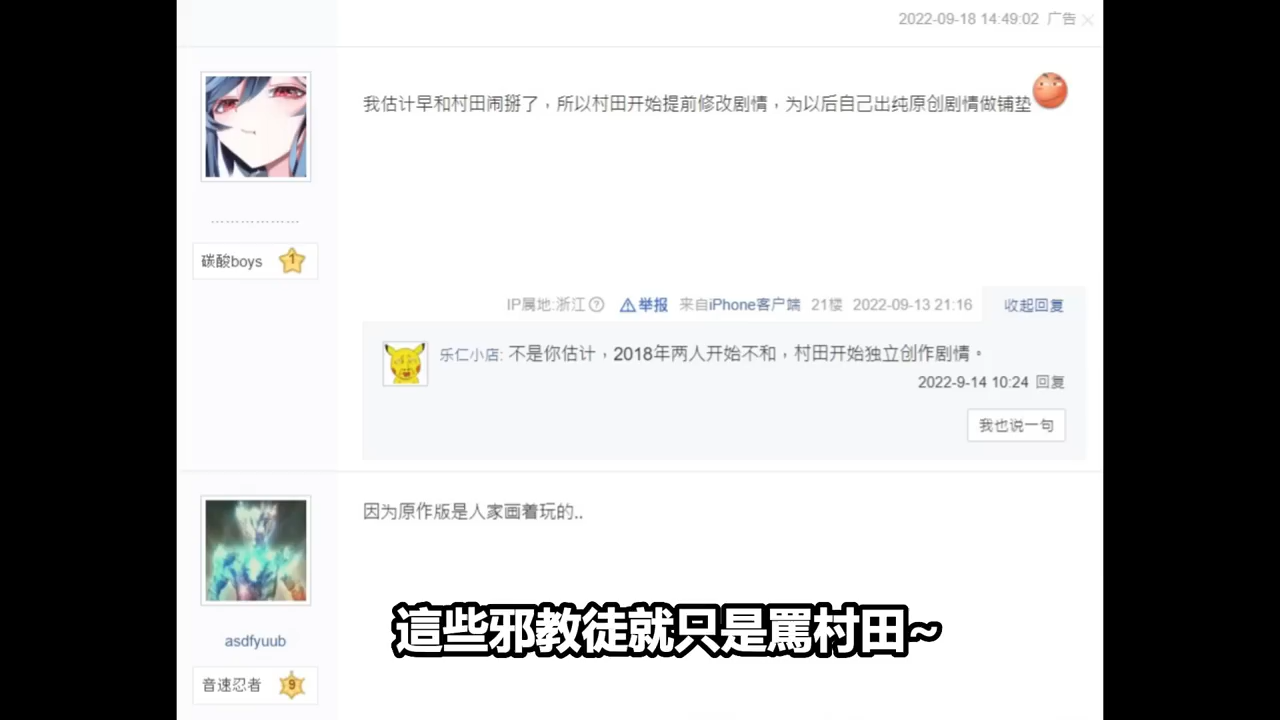 2022-09-18 14:49:02 广告
我估计早和村田闹掰了，所以村田开始提前修改剧情，为以后自己出纯原创剧情做铺垫
………………
碳酸boys 1
IP属地:浙江 举报 来自iPhone客户端 21楼 2022-09-13 21:16 收起回复
乐仁小店: 不是你估计，2018年两人开始不和，村田开始独立创作剧情。
2022-9-14 10:24 回复
我也说一句
因为原作版是人家画着玩的..
這些邪教徒就只是罵村田~
asdfyuub
音速忍者 9